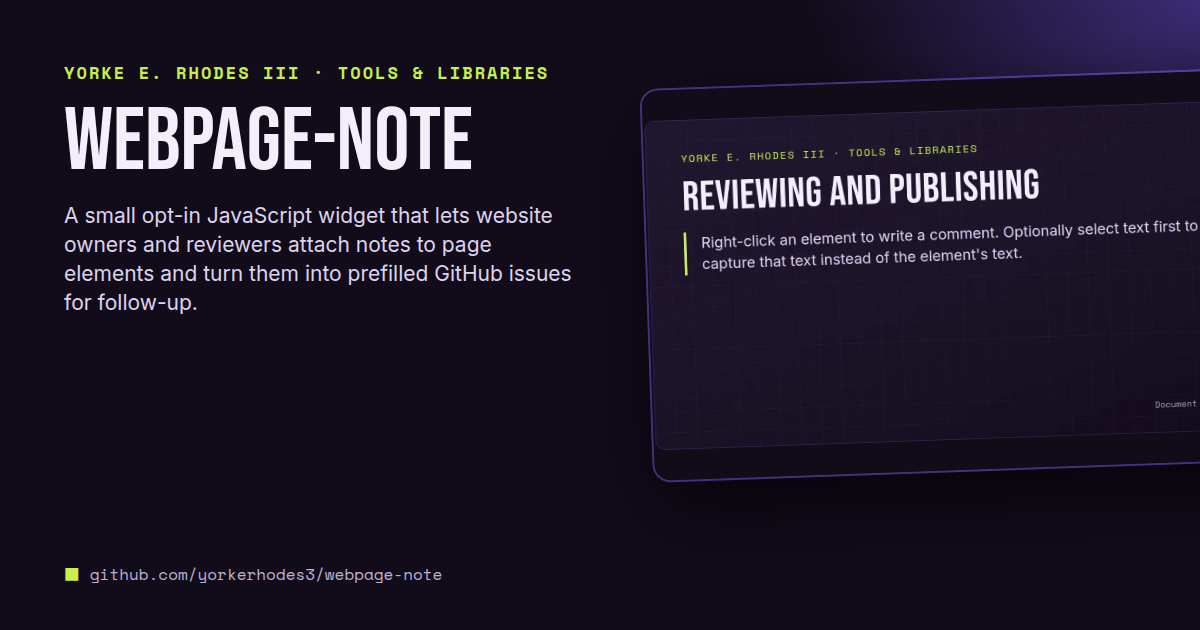 YORKE E. RHODES III · TOOLS & LIBRARIES
WEBPAGE-NOTE
A small opt-in JavaScript widget that lets website
owners and reviewers attach notes to page
elements and turn them into prefilled GitHub issues
for follow-up.
github.com/yorkerhodes3/webpage-note
YORKE E. RHODES III · TOOLS & LIBRARIES
REVIEWING AND PUBLISHING
Right-click an element to write a comment. Optionally select text first to
capture that text instead of the element's text.
Document